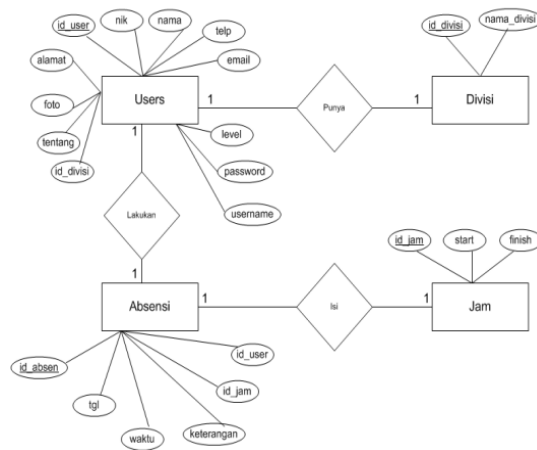 id_user
nik
nama
telp
email
alamat
foto
tentang
id_divisi
Users
1
Punya
1
Divisi
id_divisi
nama_divisi
level
password
username
1
Lakukan
1
Absensi
1
Isi
1
Jam
id_jam
start
finish
id_absen
tgl
waktu
keterangan
id_jam
id_user